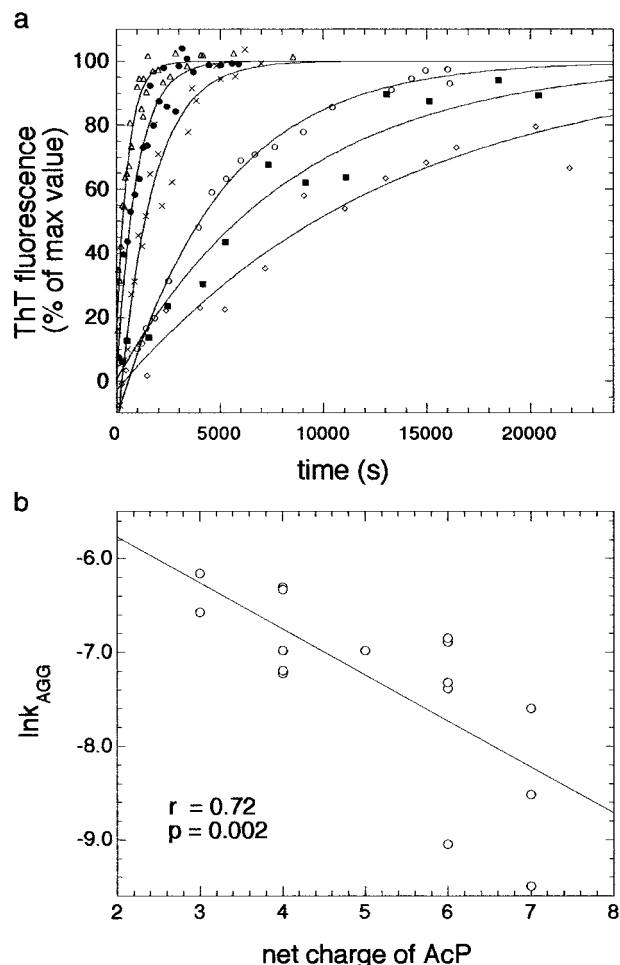 a
ThT fluorescence
(% of max value)
100
80
60
40
20
0
0 5000 10000 15000 20000
time (s)
b
lnkAGG
-6.0
-7.0
-8.0
-9.0
r = 0.72
p = 0.002
2 3 4 5 6 7 8
net charge of AcP